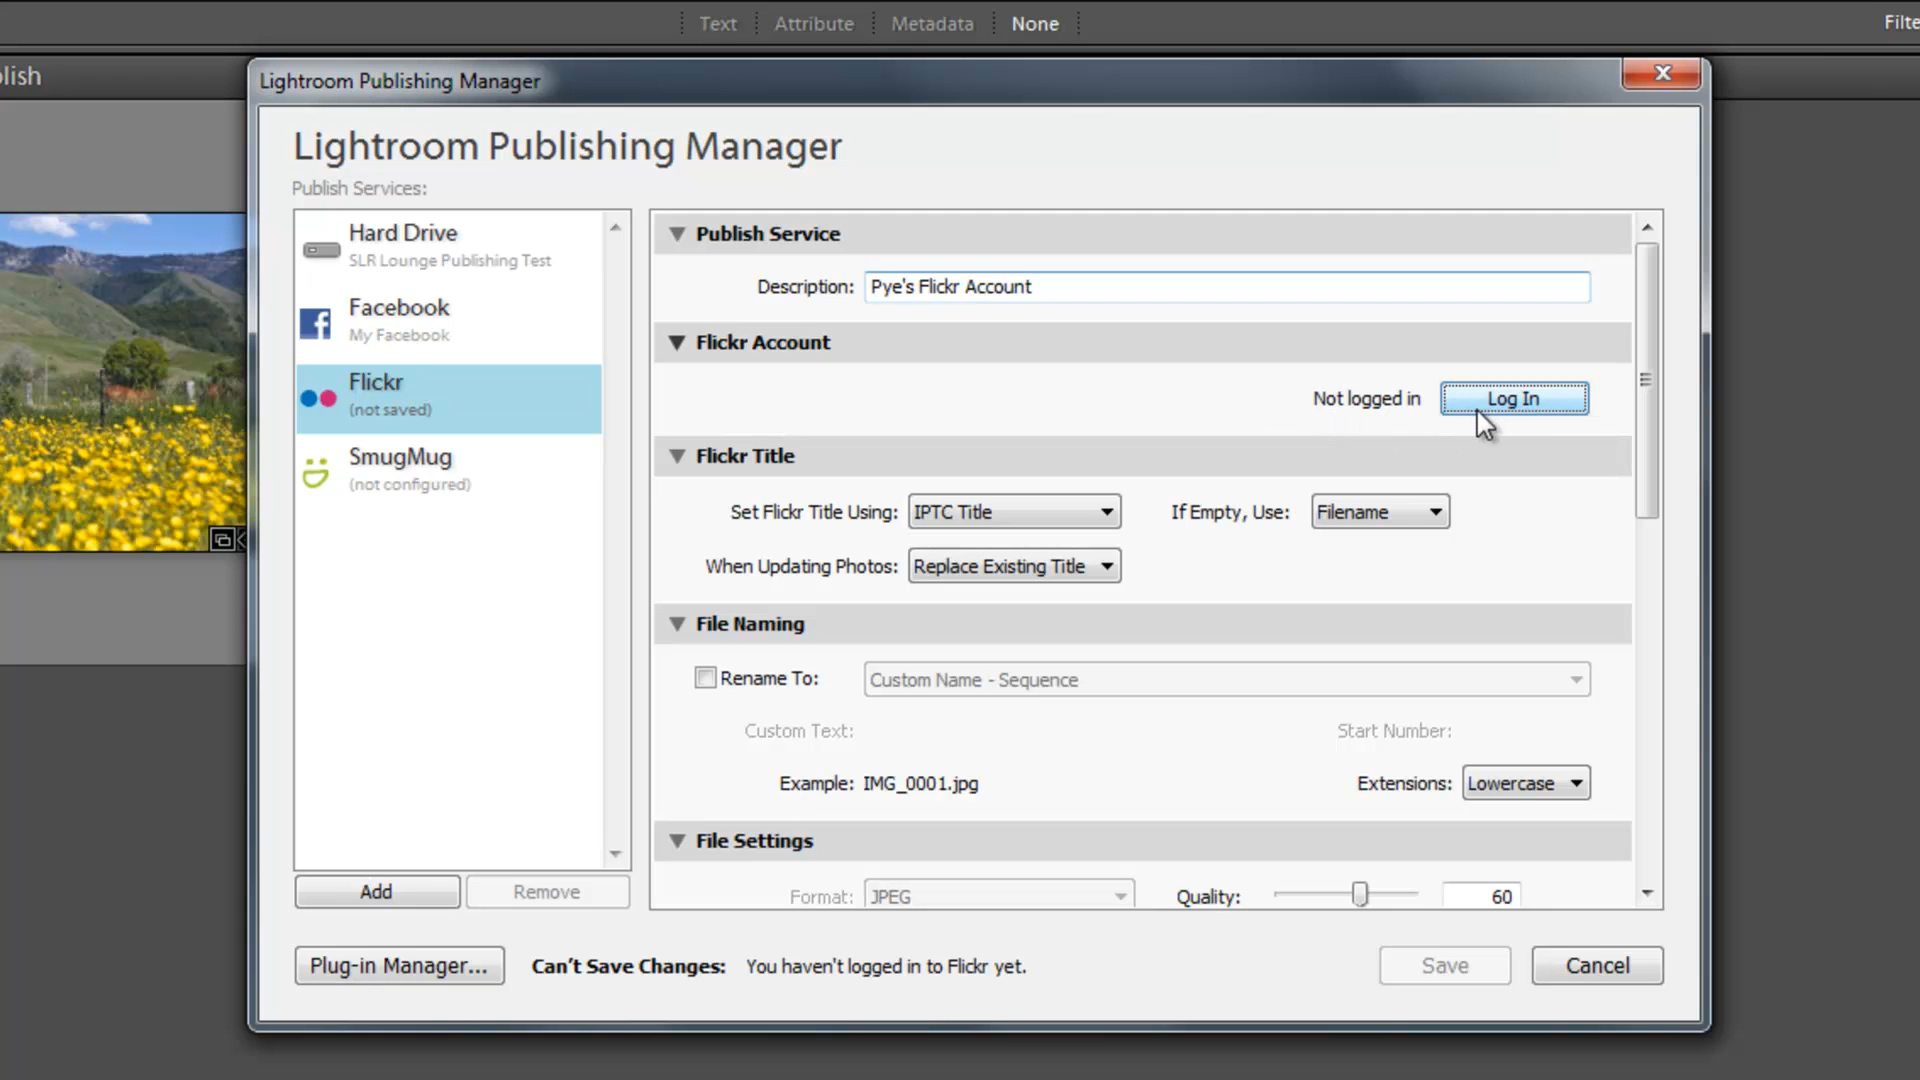 Text Attribute Metadata None
Filte
lish
Lightroom Publishing Manager
Lightroom Publishing Manager
Publish Services:
Hard Drive
SLR Lounge Publishing Test
Facebook
My Facebook
Flickr
(not saved)
SmugMug
(not configured)
Add Remove
Publish Service
Description: Pye's Flickr Account
Flickr Account
Not logged in Log In
Flickr Title
Set Flickr Title Using: IPTC Title If Empty, Use: Filename
When Updating Photos: Replace Existing Title
File Naming
Rename To: Custom Name - Sequence
Custom Text: Start Number:
Example: IMG_0001.jpg Extensions: Lowercase
File Settings
Format: JPEG Quality: 60
Plug-in Manager... Can't Save Changes: You haven't logged in to Flickr yet. Save Cancel